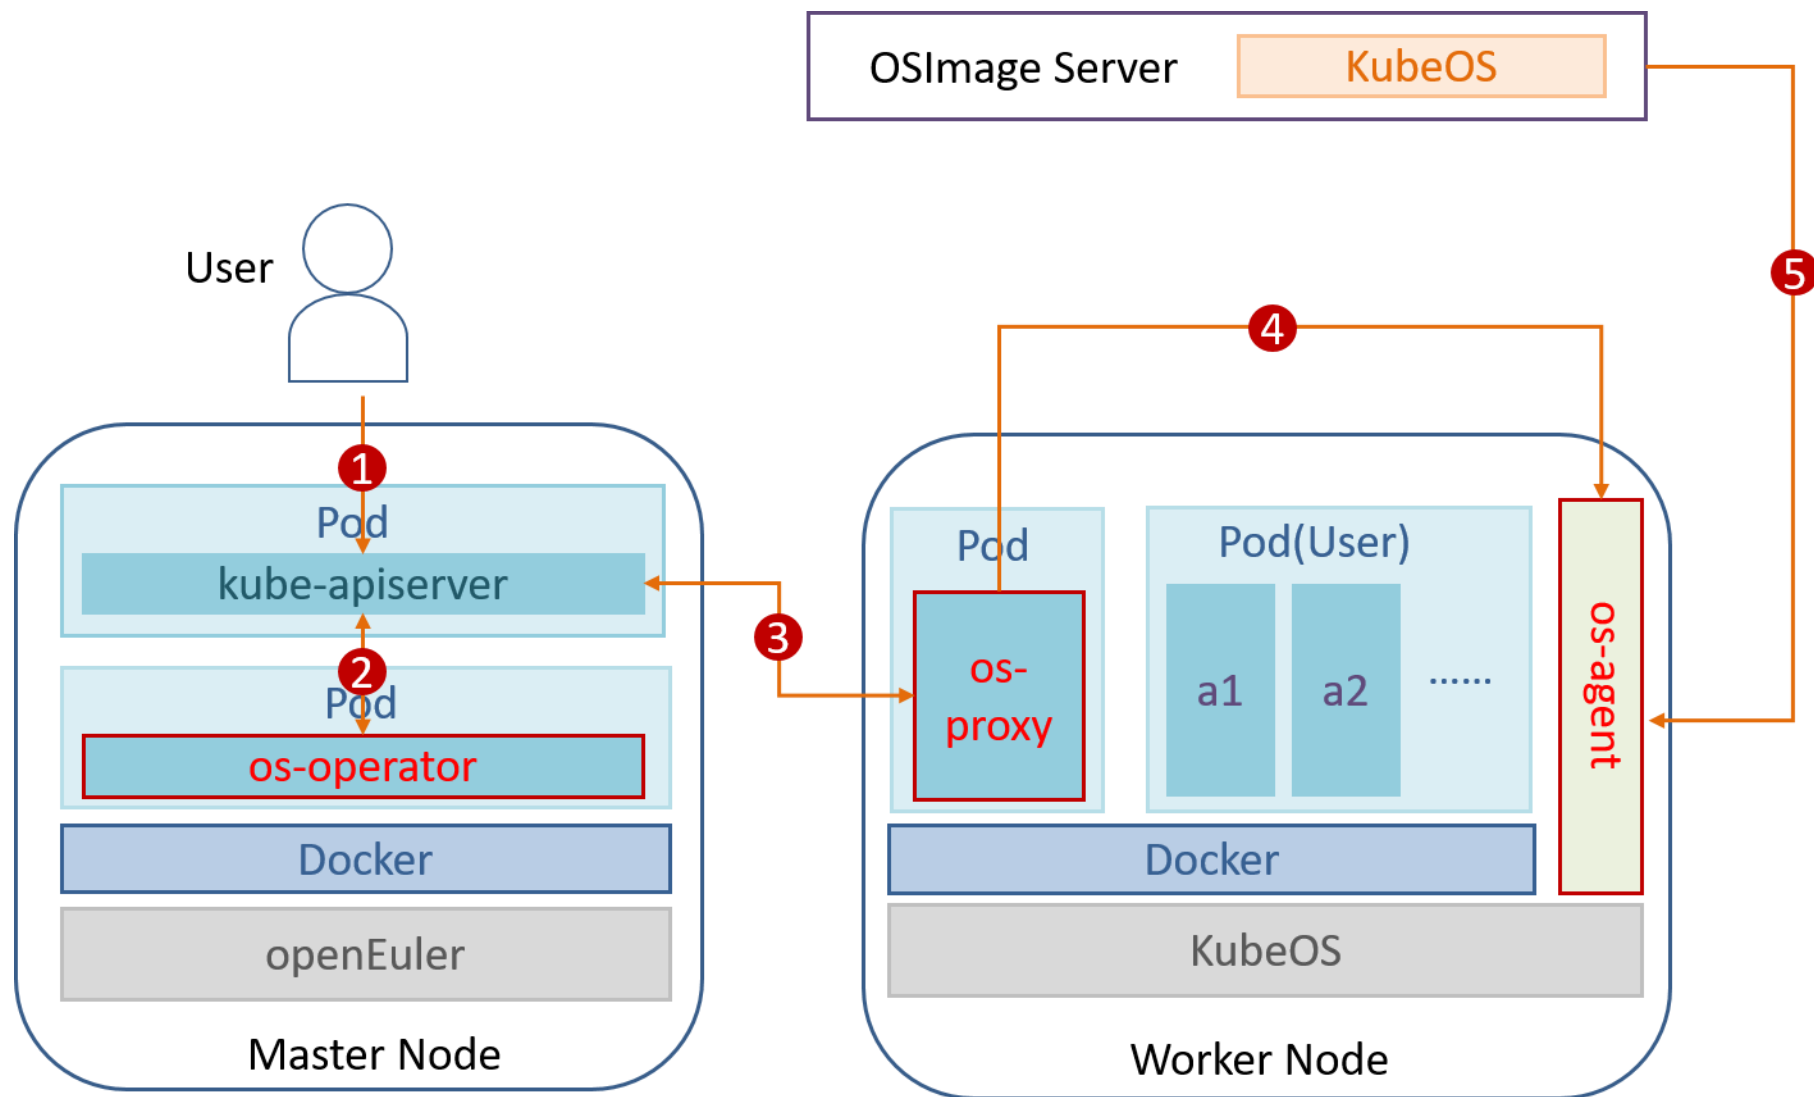 OSImage Server
KubeOS
User
5
4
1
Pod
kube-apiserver
2
Pod
os-operator
Docker
openEuler
Master Node
3
Pod
os-
proxy
Pod(User)
a1
a2
......
os-agent
Docker
KubeOS
Worker Node